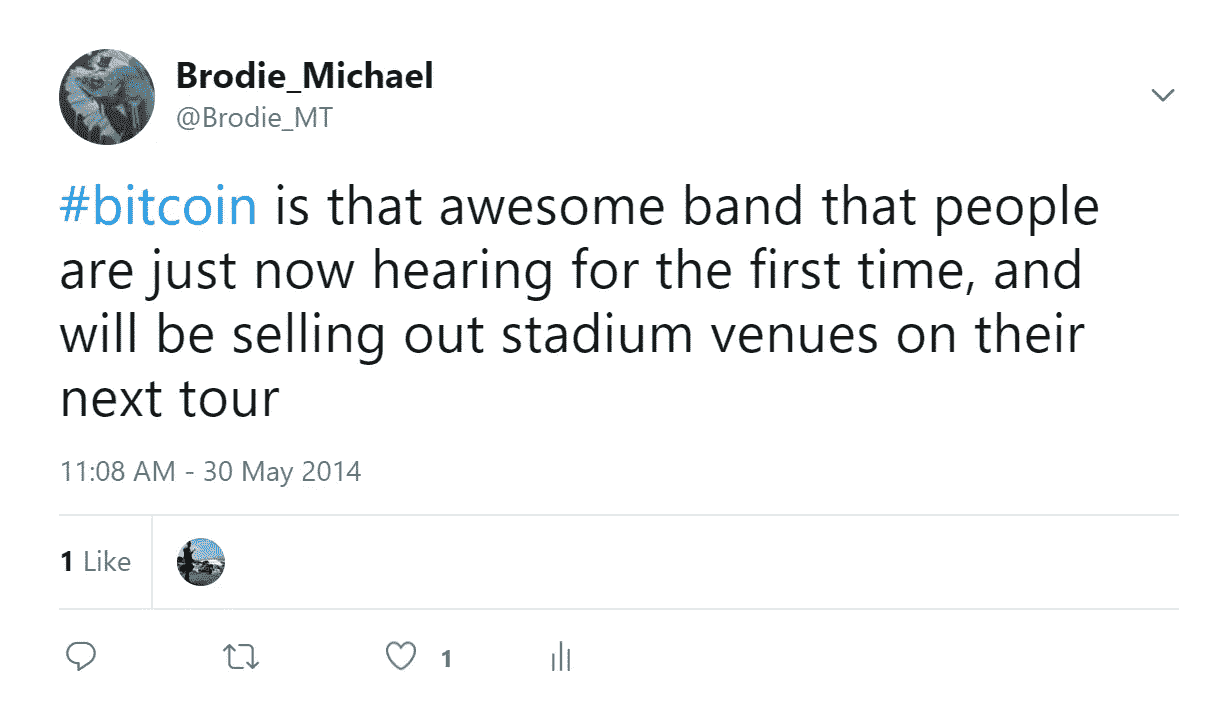 Brodie_Michael
@Brodie_MT
#bitcoin is that awesome band that people
are just now hearing for the first time, and
will be selling out stadium venues on their
next tour
11:08 AM - 30 May 2014
1 Like
1